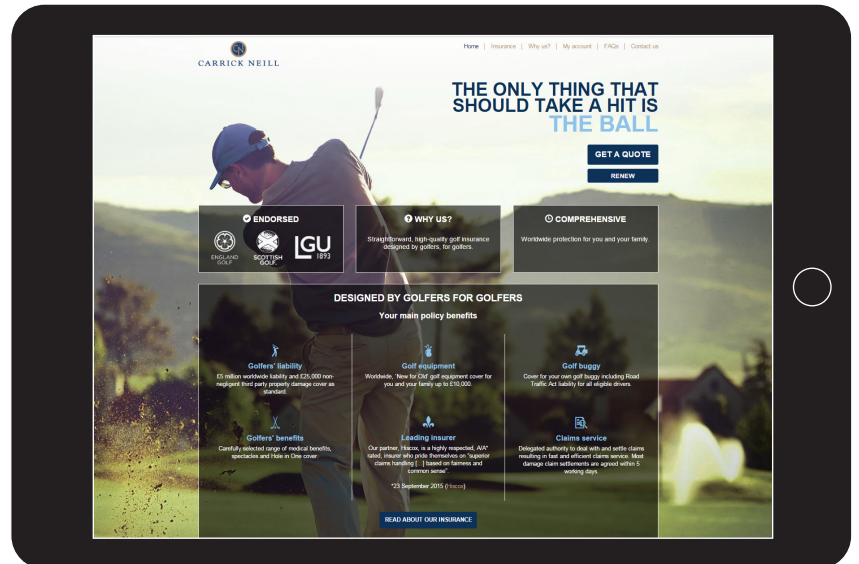 CN
CARRICK NEILL
Home | Insurance | Why us? | My account | FAQs | Contact us
THE ONLY THING THAT
SHOULD TAKE A HIT IS
THE BALL
GET A QUOTE
RENEW
ENDORSED
ENGLAND
GOLF
SCOTTISH
GOLF
LGU
1893
WHY US?
Straightforward, high-quality golf insurance
designed by golfers, for golfers.
COMPREHENSIVE
Worldwide protection for you and your family.
DESIGNED BY GOLFERS FOR GOLFERS
Your main policy benefits
Golfers' liability
£5 million worldwide liability and £25,000 non-
negligent third party property damage cover as
standard.
Golf equipment
Worldwide, 'New for Old' golf equipment cover for
you and your family up to £10,000.
Golf buggy
Cover for your own golf buggy including Road
Traffic Act liability for all eligible drivers.
Golfers' benefits
Carefully selected range of medical benefits,
spectacles and Hole in One cover
Leading insurer
Our partner, Hiscox, is a highly respected, A/A*
rated, insurer who pride themselves on "superior
claims handling [...] based on fairness and
common sense"
*23 September 2015 (Hiscox)
Claims service
Delegated authority to deal with and settle claims
resulting in fast and efficient claims service. Most
damage claim settlements are agreed within 5
working days.
READ ABOUT OUR INSURANCE